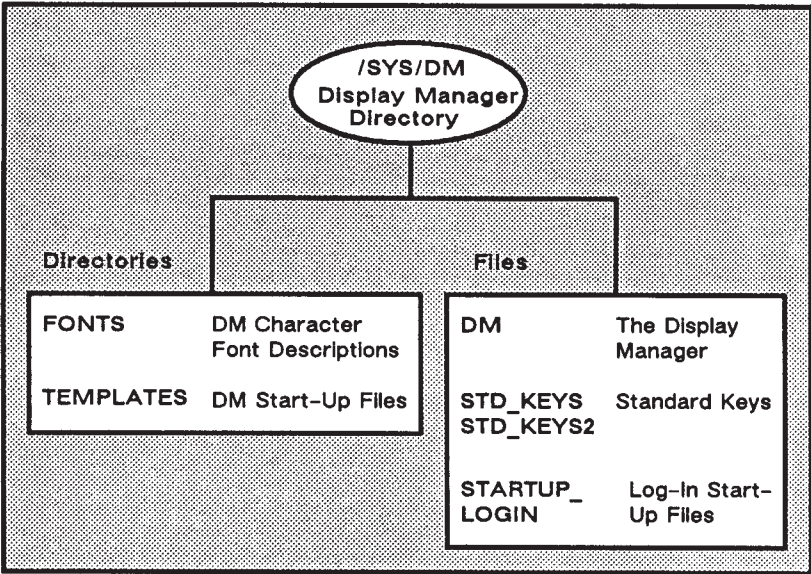 /SYS/DM
Display Manager
Directory
Directories
FONTS DM Character
Font Descriptions
TEMPLATES DM Start-Up Files
Files
DM The Display
Manager
STD_KEYS Standard Keys
STD_KEYS2
STARTUP_ Log-In Start-
LOGIN Up Files